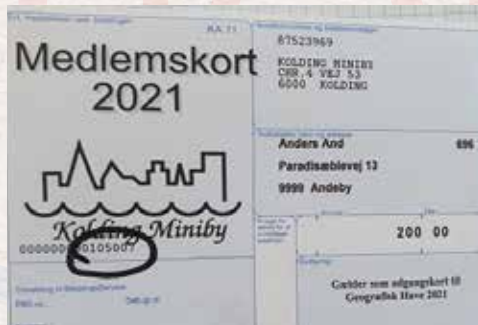 Medlemskort
2021
Kolding Miniby
87523969
KOLDING MINIBY
CHR.4 VEJ 53
6000 KOLDING
Anders And 696
Paradisæblevej 13
9999 Andeby
200 00
Gælder som adgangskort til
Geografisk Have 2021